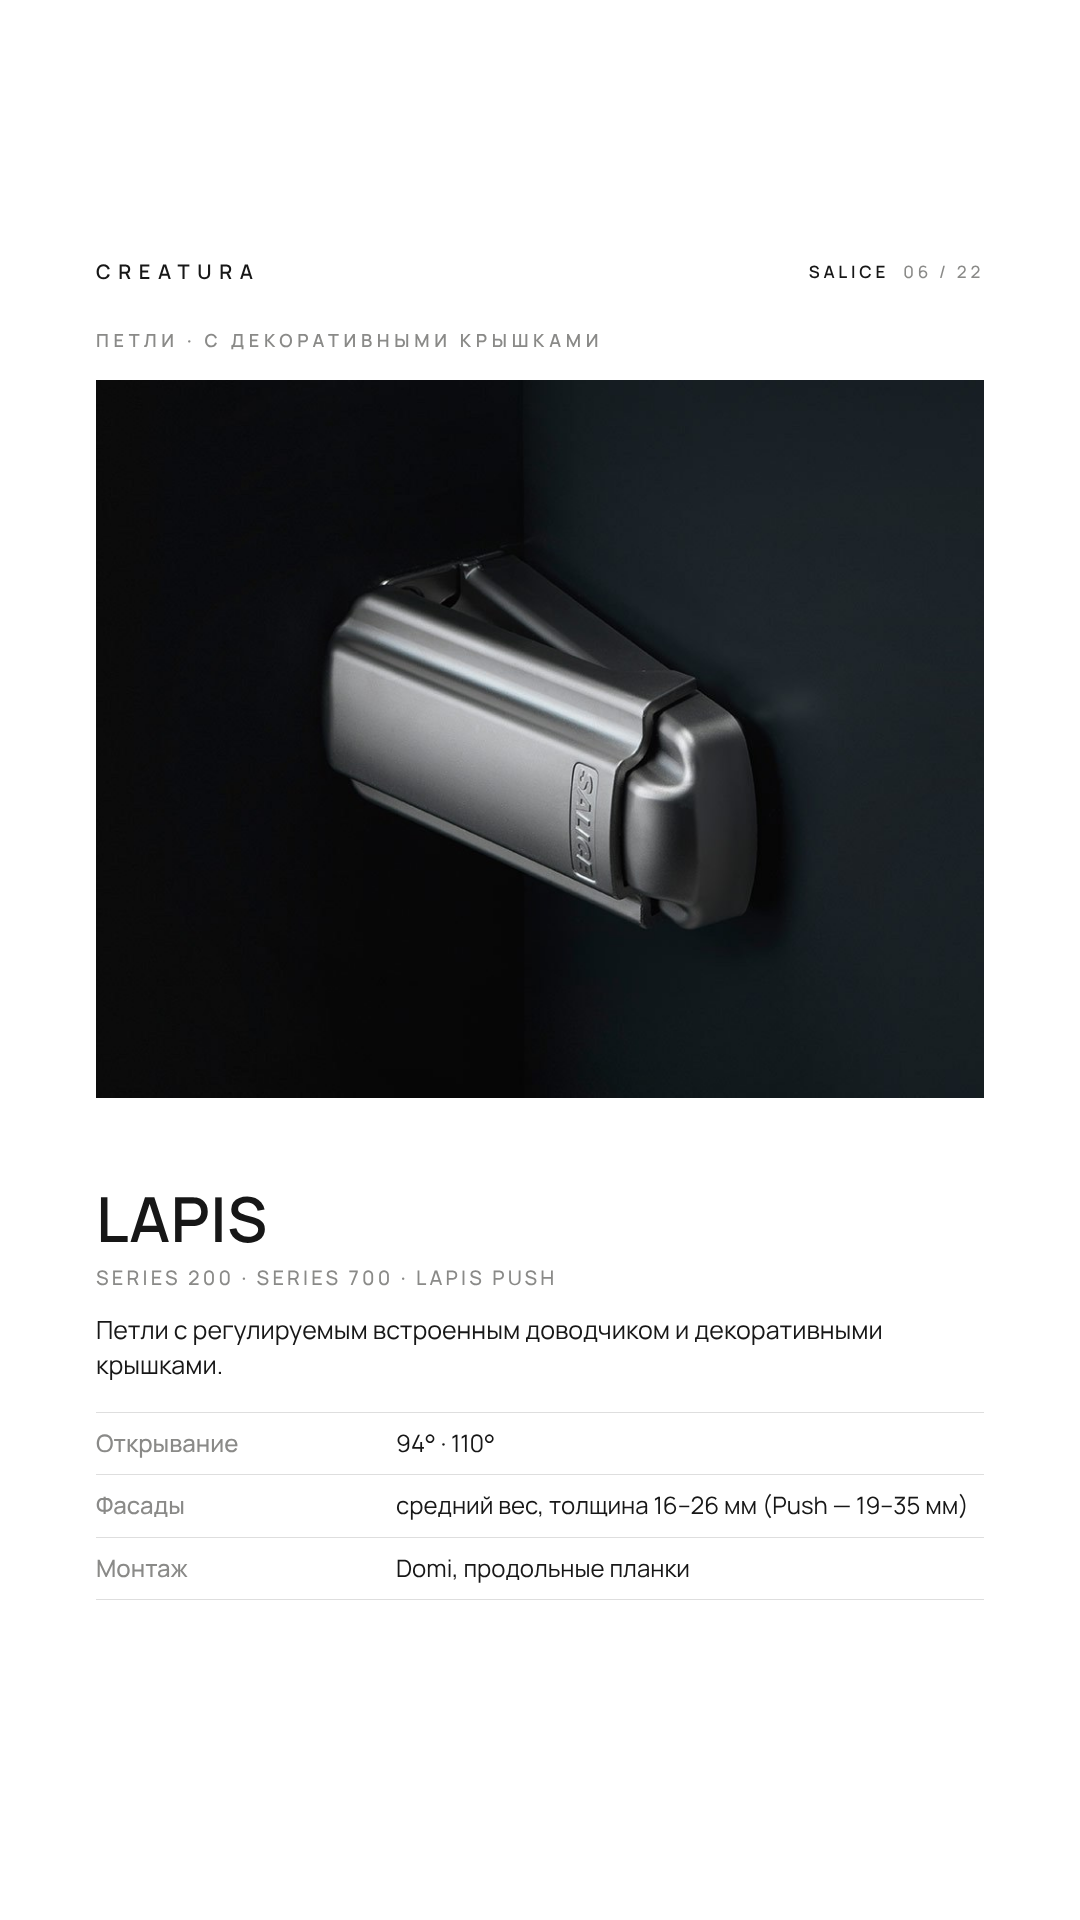 CREATURA
SALICE 06 / 22
ПЕТЛИ · С ДЕКОРАТИВНЫМИ КРЫШКАМИ
SALICE
LAPIS
SERIES 200 · SERIES 700 · LAPIS PUSH
Петли с регулируемым встроенным доводчиком и декоративными
крышками.
Открывание 94° · 110°
Фасады средний вес, толщина 16–26 мм (Push — 19–35 мм)
Монтаж Domi, продольные планки